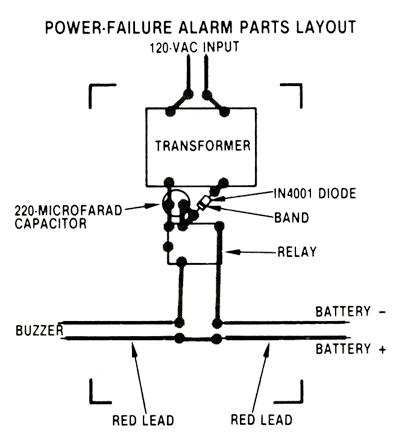 POWER-FAILURE ALARM PARTS LAYOUT
120-VAC INPUT
TRANSFORMER
IN4001 DIODE
220-MICROFARAD
CAPACITOR
BAND
RELAY
BATTERY -
BUZZER
BATTERY +
RED LEAD
RED LEAD